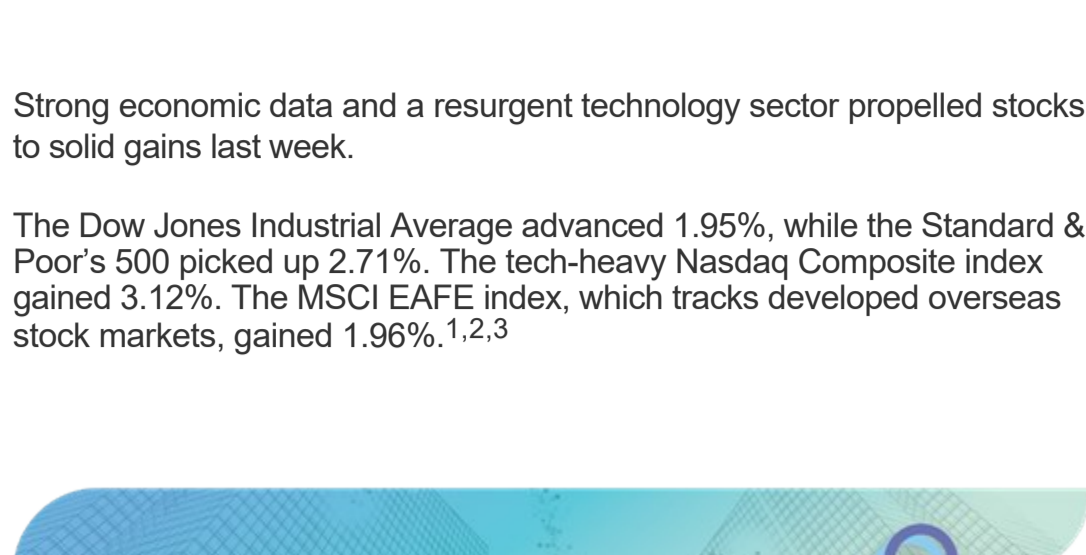 Strong economic data and a resurgent technology sector propelled stocks
to solid gains last week.
The Dow Jones Industrial Average advanced 1.95%, while the Standard &
Poor’s 500 picked up 2.71%. The tech-heavy Nasdaq Composite index
gained 3.12%. The MSCI EAFE index, which tracks developed overseas
stock markets, gained 1.96%.1,2,3